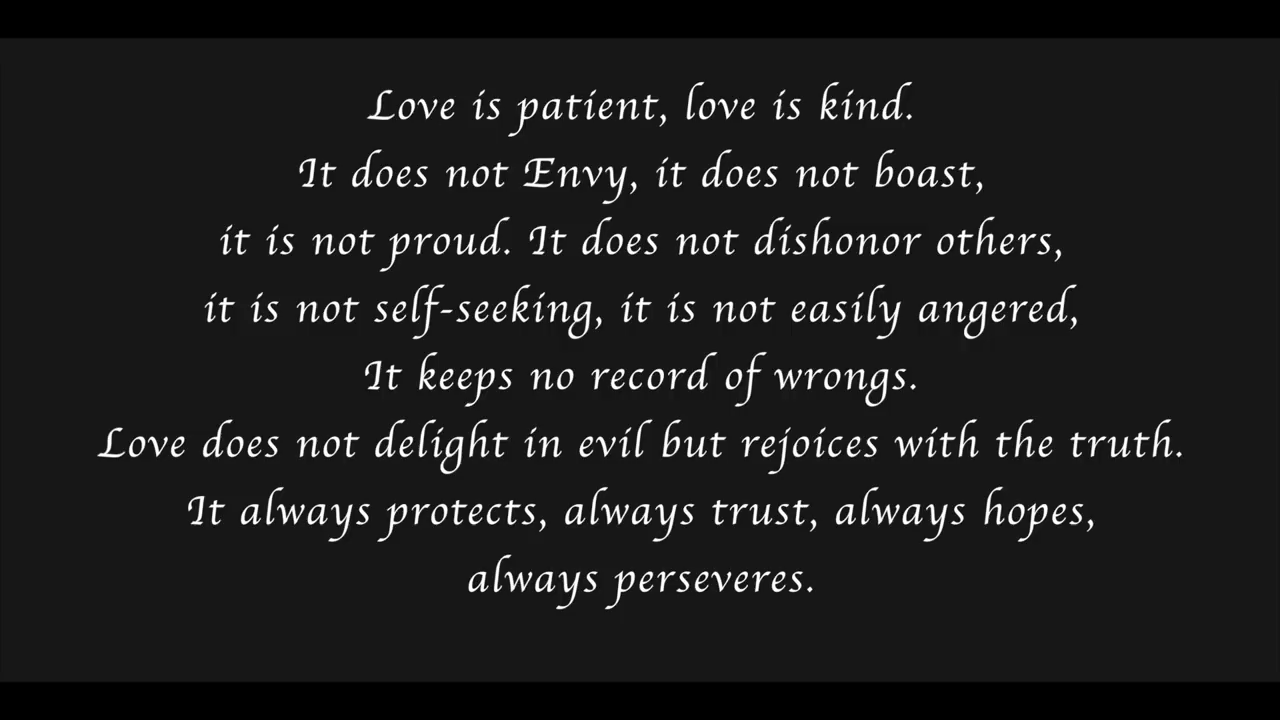 Love is patient, love is kind.
It does not Envy, it does not boast,
it is not proud. It does not dishonor others,
it is not self-seeking, it is not easily angered,
It keeps no record of wrongs.
Love does not delight in evil but rejoices with the truth.
It always protects, always trust, always hopes,
always perseveres.